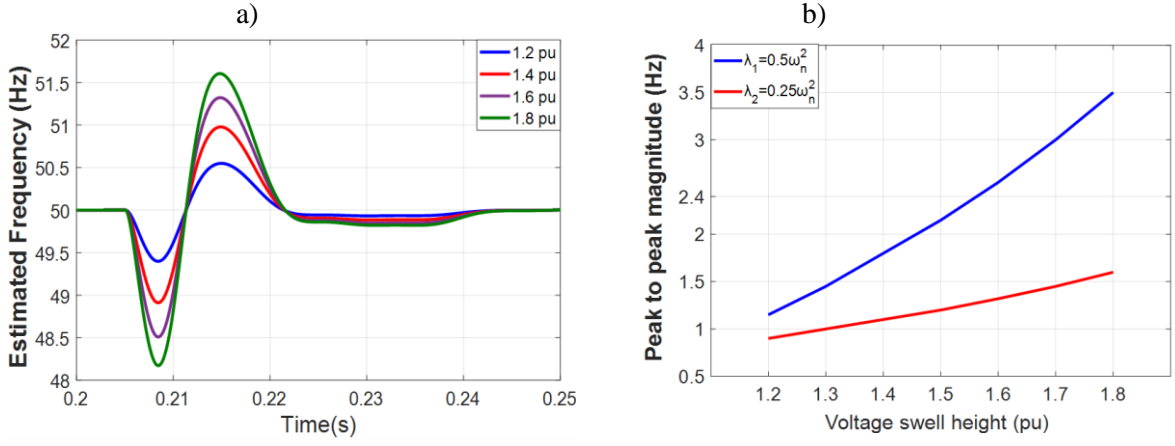 a)
52
51.5
51
50.5
50
49.5
49
48.5
48
Estimated Frequency (Hz)
1.2 pu
1.4 pu
1.6 pu
1.8 pu
0.2
0.21
0.22
0.23
0.24
0.25
Time(s)
b)
4
3.5
2.4
2
1.5
1
0.5
Peak to peak magnitude (Hz)
λ₁=0.5ωₙ²
λ₂=0.25ωₙ²
1.2
1.3
1.4
1.5
1.6
1.7
1.8
Voltage swell height (pu)